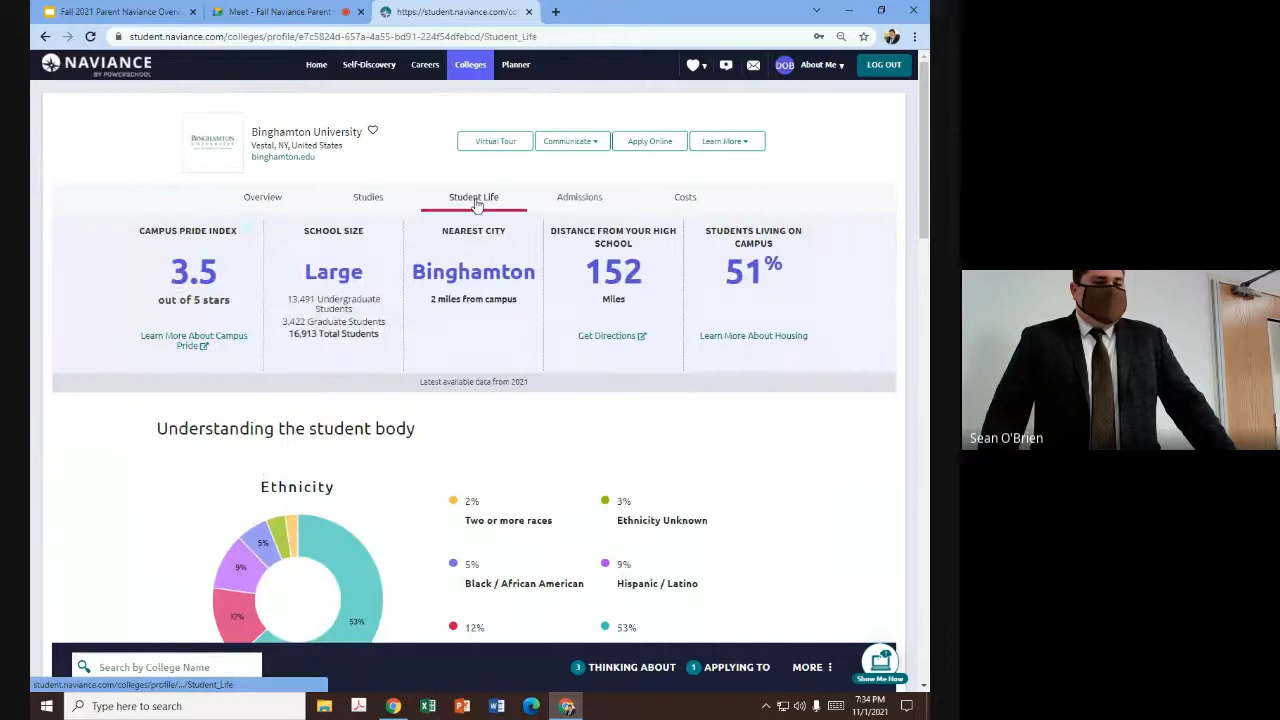 Fall 2021 Parent Naviance Overvi
Meet - Fall Naviance Parent
https://student.naviance.com/col
student.naviance.com/colleges/profile/e7c5824d-657a-4a55-bd91-224f54dfebcd/Student_Life
NAVIANCE
BY POWERSCHOOL
Home
Self-Discovery
Careers
Colleges
Planner
DOB
About Me
LOG OUT
BINGHAMTON
UNIVERSITY
Binghamton University
Vestal, NY, United States
binghamton.edu
Virtual Tour
Communicate
Apply Online
Learn More
Overview
Studies
Student Life
Admissions
Costs
CAMPUS PRIDE INDEX
3.5
out of 5 stars
Learn More About Campus
Pride
SCHOOL SIZE
Large
13,491 Undergraduate
Students
3,422 Graduate Students
16,913 Total Students
NEAREST CITY
Binghamton
2 miles from campus
DISTANCE FROM YOUR HIGH
SCHOOL
152
Miles
Get Directions
STUDENTS LIVING ON
CAMPUS
51%
Learn More About Housing
Latest available data from 2021
Understanding the student body
Ethnicity
5%
9%
12%
53%
2%
Two or more races
3%
Ethnicity Unknown
5%
Black / African American
9%
Hispanic / Latino
12%
53%
Search by College Name
3 THINKING ABOUT
1 APPLYING TO
MORE
Show Me How
student.naviance.com/colleges/profile/.../Student_Life
Type here to search
7:34 PM
11/1/2021
Sean O'Brien